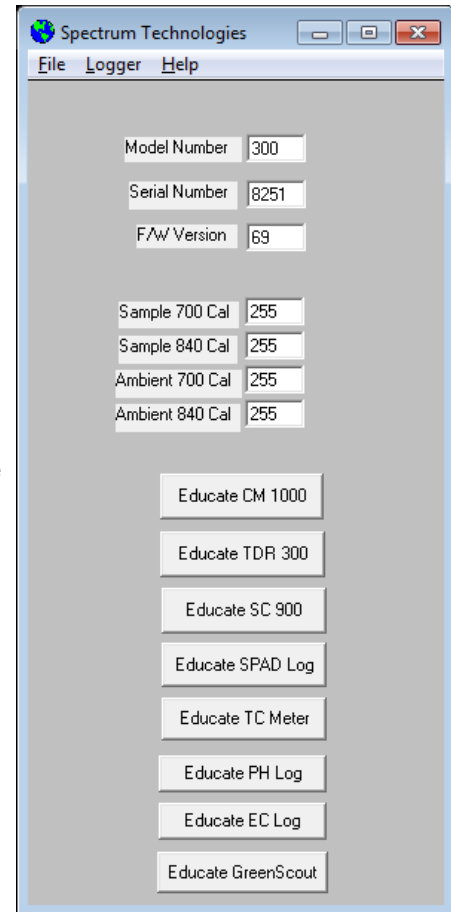 Spectrum Technologies
File Logger Help
Model Number 300
Serial Number 8251
F/W Version 69
Sample 700 Cal 255
Sample 840 Cal 255
Ambient 700 Cal 255
Ambient 840 Cal 255
Educate CM 1000
Educate TDR 300
Educate SC 900
Educate SPAD Log
Educate TC Meter
Educate PH Log
Educate EC Log
Educate GreenScout